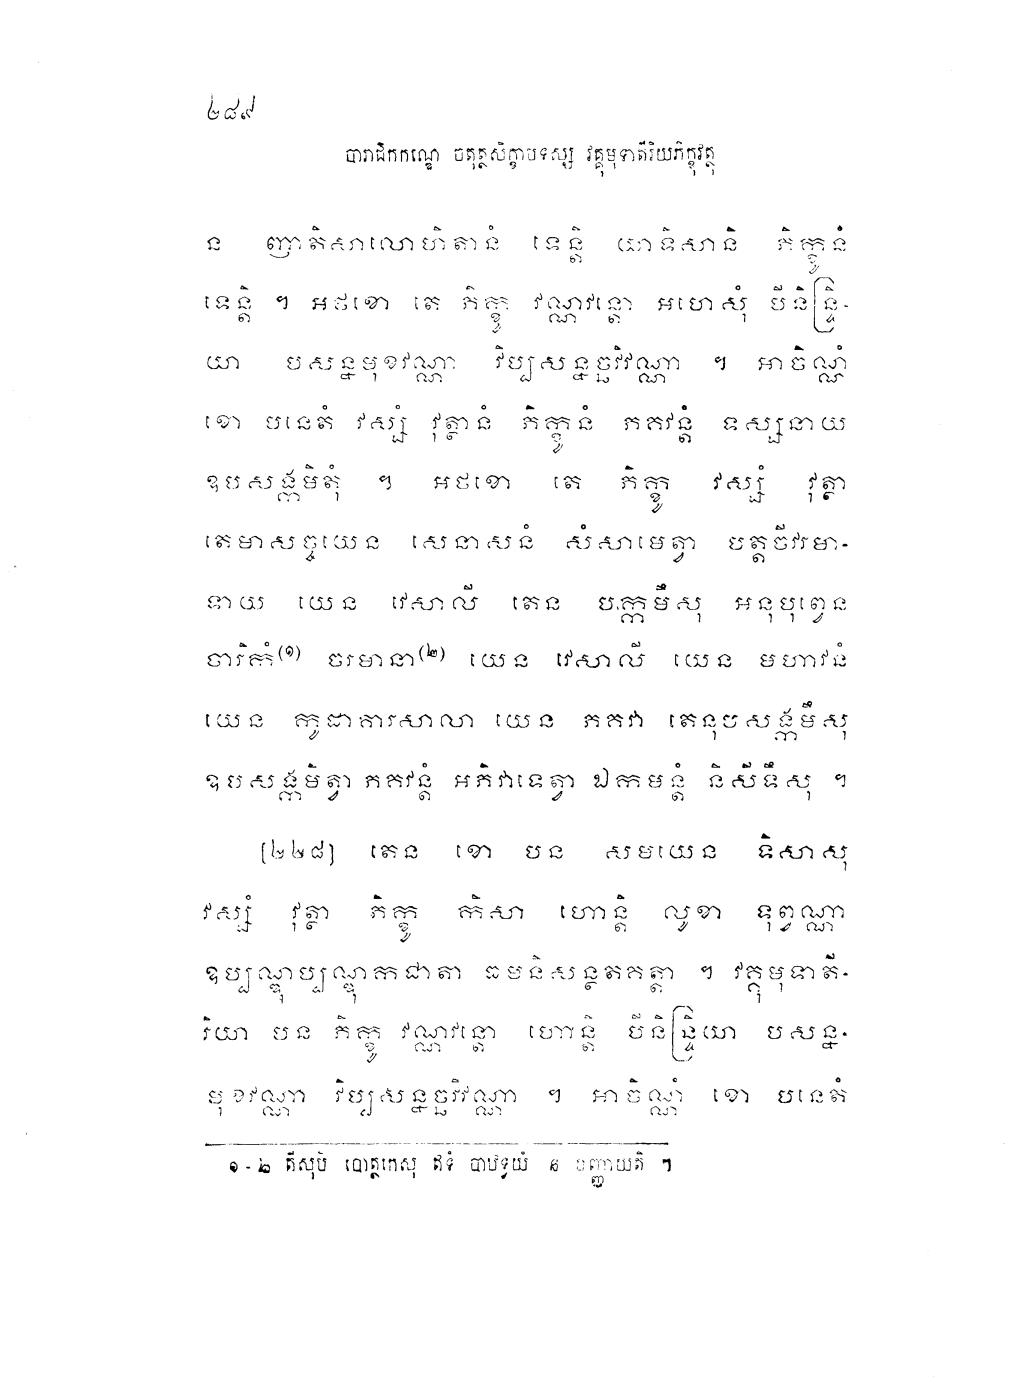 ២៨៩
បារាជិកកណ្ឌេ ចតុត្ថសិក្ខាបទស្ស វគ្គុមុទាតីរិយភិក្ខុវត្ថុ
ន ញាតិសាលោហិតានំ ទេន្តិ យាទិសានិ ភិក្ខូនំ
ទេន្តិ ។ អថខោ តេ ភិក្ខូ វណ្ណវន្តោ អហេសុំ បីនិន្ទ្រិ-
យា បសន្នមុខវណ្ណា វិប្បសន្នច្ឆវិវណ្ណា ។ អាចិណ្ណំ
ខោ បនេតំ វស្សំ វុត្ថានំ ភិក្ខូនំ ភគវន្តំ ទស្សនាយ
ឧបសង្កមិតុំ ។ អថខោ តេ ភិក្ខូ វស្សំ វុត្ថា
តេមាសច្ចយេន សេនាសនំ សំសាមេត្វា បត្តចីវរមា-
ទាយ យេន វេសាលី តេន បក្កមឹសុ អនុបុព្វេន
ចារិកំ(១) ចរមានា(២) យេន វេសាលី យេន មហាវនំ
យេន កូដាគារសាលា យេន ភគវា តេនុបសង្កមឹសុ
ឧបសង្កមិត្វា ភគវន្តំ អភិវាទេត្វា ឯកមន្តំ និសីទឹសុ ។
[២២៨] តេន ខោ បន សមយេន ទិសាសុ
វស្សំ វុត្ថា ភិក្ខូ កិសា ហោន្តិ លូខា ទុព្វណ្ណា
ឧប្បណ្ឌុប្បណ្ឌុកជាតា ធមនិសន្ថតគត្តា ។ វគ្គុមុទាតី-
រិយា បន ភិក្ខូ វណ្ណវន្តោ ហោន្តិ បីនិន្ទ្រិយា បសន្ន-
មុខវណ្ណា វិប្បសន្នច្ឆវិវណ្ណា ។ អាចិណ្ណំ ខោ បនេតំ
១ - ២ តីសុបិ បោត្ថកេសុ ឥទំ បាឋទ្វយំ ន បញ្ញាយតិ ។